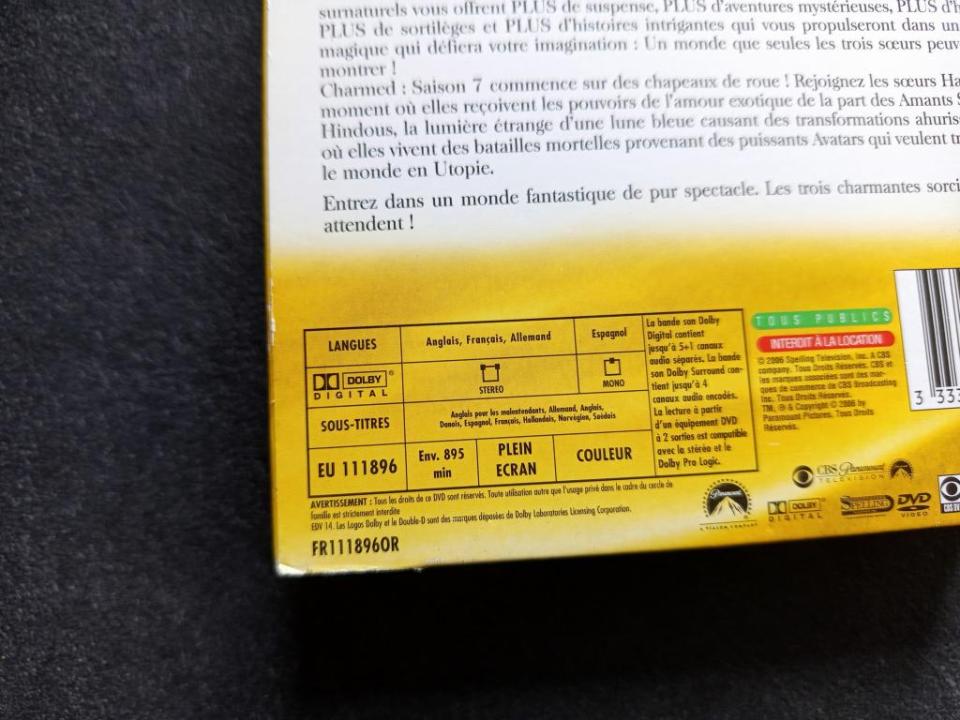 surnaturels vous offrent PLUS de suspense, PLUS d'aventures mystérieuses, PLUS
PLUS de sortilèges et PLUS d'histoires intrigantes qui vous propulseront dans un
magique qui défiera votre imagination : Un monde que seules les trois sœurs
montrer !
Charmed : Saison 7 commence sur des chapeaux de roue ! Rejoignez les sœurs
moment où elles reçoivent les pouvoirs de l'amour exotique de la part des Amants
Hindous, la lumière étrange d'une lune bleue causant des transformations
où elles vivent des batailles mortelles provenant des puissants Avatars qui veulent
le monde en Utopie.
Entrez dans un monde fantastique de pur spectacle. Les trois charmantes
attendent !
LANGUES
Anglais, Français, Allemand
Espagnol
DOLBY
DIGITAL
STEREO
MONO
SOUS-TITRES
Anglais pour les malentendants, Allemand, Anglais,
Danois, Espagnol, Français, Hollandais, Norvégien, Suédois
EU 111896
Env. 895
min
PLEIN
ECRAN
COULEUR
La bande son Dolby
Digital contient
jusqu'à 5+1 canaux
audio séparés. La bande
son Dolby Surround con-
tient jusqu'à 4
canaux audio encodés.
La lecture à partir
d'un équipement DVD
à 2 sorties est compatible
avec la stéréo et le
Dolby Pro Logic.
TOUS PUBLICS
INTERDIT À LA LOCATION
© 2006 Spelling Television, Inc. A CBS
company. Tous Droits Réservés. CBS et
les marques associées sont des mar-
ques de commerce de CBS Broadcasting
Inc. Tous Droits Réservés.
TM, ® & Copyright © 2006 by
Paramount Pictures. Tous Droits
Réservés.
3 333
AVERTISSEMENT : Tous les droits de ce DVD sont réservés. Toute utilisation autre que l'usage privé dans le cadre du cercle de
famille est strictement interdite
EDV 14. Les Logos Dolby et le Double-D sont des marques déposées de Dolby Laboratories Licensing Corporation.
FR111896OR
CBS Paramount
TELEVISION
Paramount
DOLBY
DIGITAL
SPELLING
DVD
VIDEO